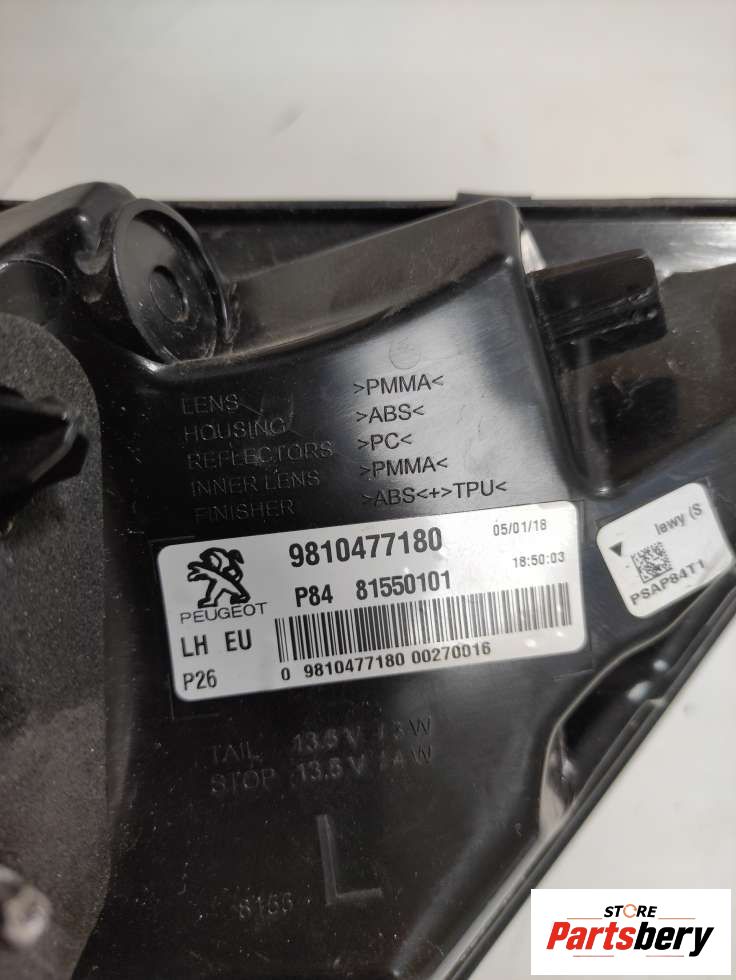 LENS >PMMA<
HOUSING >ABS<
REFLECTORS >PC<
INNER LENS >PMMA<
FINISHER >ABS<+>TPU<
PEUGEOT
9810477180 05/01/18
P84 81550101 18:50:03
LH EU
P26
0 9810477180 00270016
lewy (S
PSAP84T1
TAIL 13.5 V
STOP 13.5 V
L
STORE
Partsbery